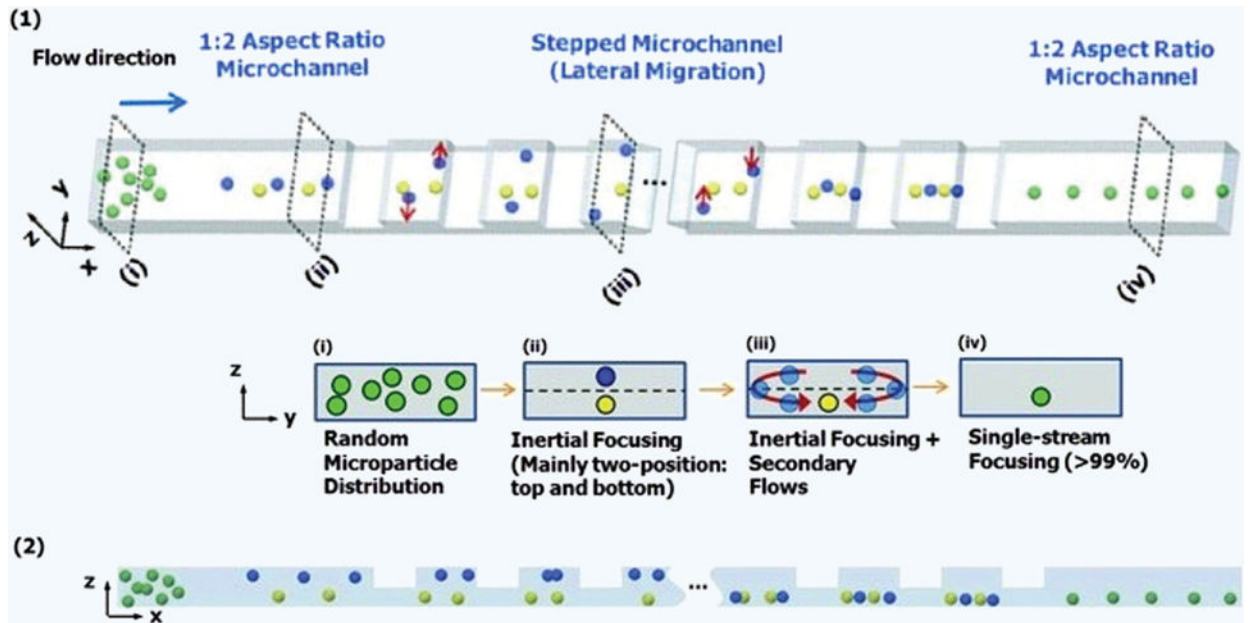 (1)
Flow direction
1:2 Aspect Ratio
Microchannel
Stepped Microchannel
(Lateral Migration)
1:2 Aspect Ratio
Microchannel
...
Y
Z
X
(i)
(ii)
(iii)
(iv)
z
y
(i)
Random
Microparticle
Distribution
(ii)
Inertial Focusing
(Mainly two-position:
top and bottom)
(iii)
Inertial Focusing +
Secondary
Flows
(iv)
Single-stream
Focusing (>99%)
(2)
z
x
...